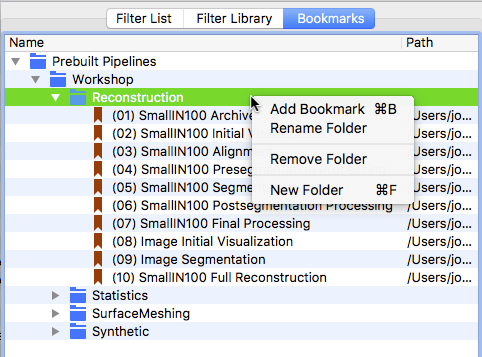 Filter List Filter Library Bookmarks
Name Path
Prebuilt Pipelines
Workshop
Reconstruction
(01) SmallIN100 Archive /Users/jo...
Add Bookmark ⌘B
(02) SmallIN100 Initial V /Users/jo...
Rename Folder
(03) SmallIN100 Alignm /Users/jo...
Remove Folder
(04) SmallIN100 Preseg /Users/jo...
(05) SmallIN100 Segme /Users/jo...
New Folder ⌘F
(06) SmallIN100 Postsegmentation Processing /Users/jo...
(07) SmallIN100 Final Processing /Users/jo...
(08) Image Initial Visualization /Users/jo...
(09) Image Segmentation /Users/jo...
(10) SmallIN100 Full Reconstruction /Users/jo...
Statistics
SurfaceMeshing
Synthetic